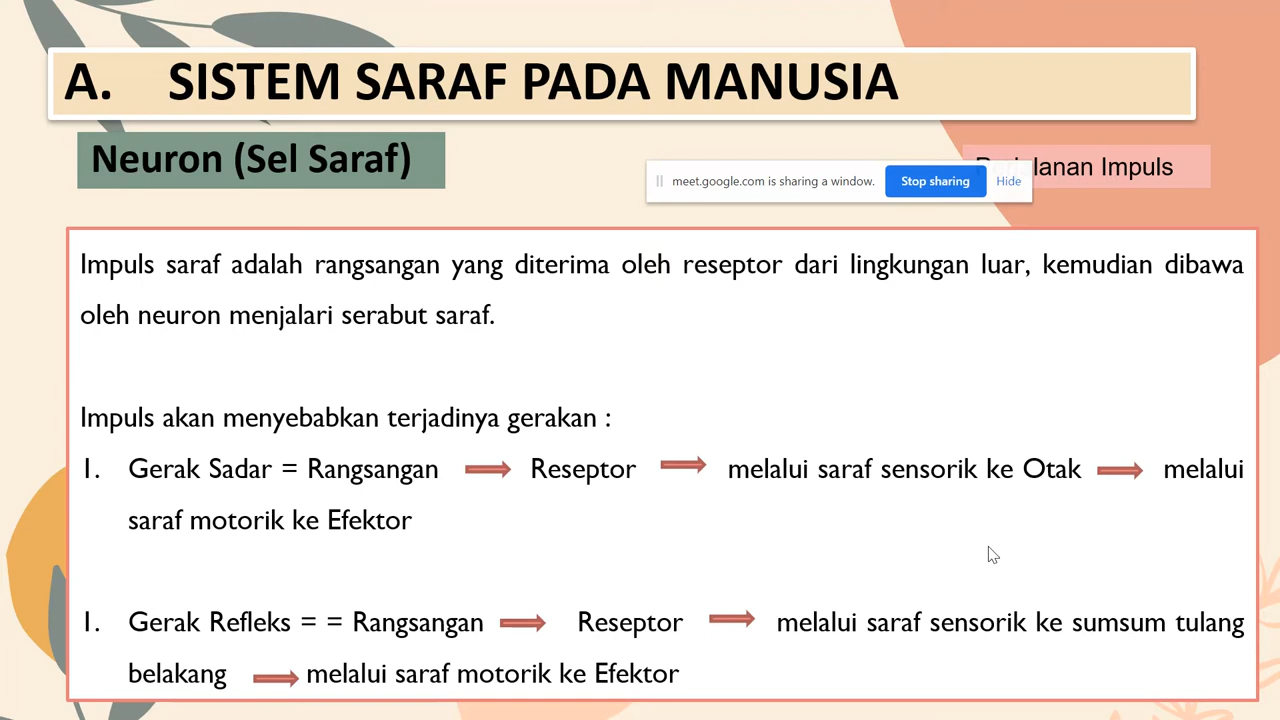 A. SISTEM SARAF PADA MANUSIA
Neuron (Sel Saraf)
Impuls
meet.google.com is sharing a window. Stop sharing Hide
Impuls saraf adalah rangsangan yang diterima oleh reseptor dari lingkungan luar, kemudian dibawa
oleh neuron menjalari serabut saraf.
Impuls akan menyebabkan terjadinya gerakan :
1. Gerak Sadar = Rangsangan Reseptor melalui saraf sensorik ke Otak melalui
saraf motorik ke Efektor
1. Gerak Refleks = = Rangsangan Reseptor melalui saraf sensorik ke sumsum tulang
belakang melalui saraf motorik ke Efektor